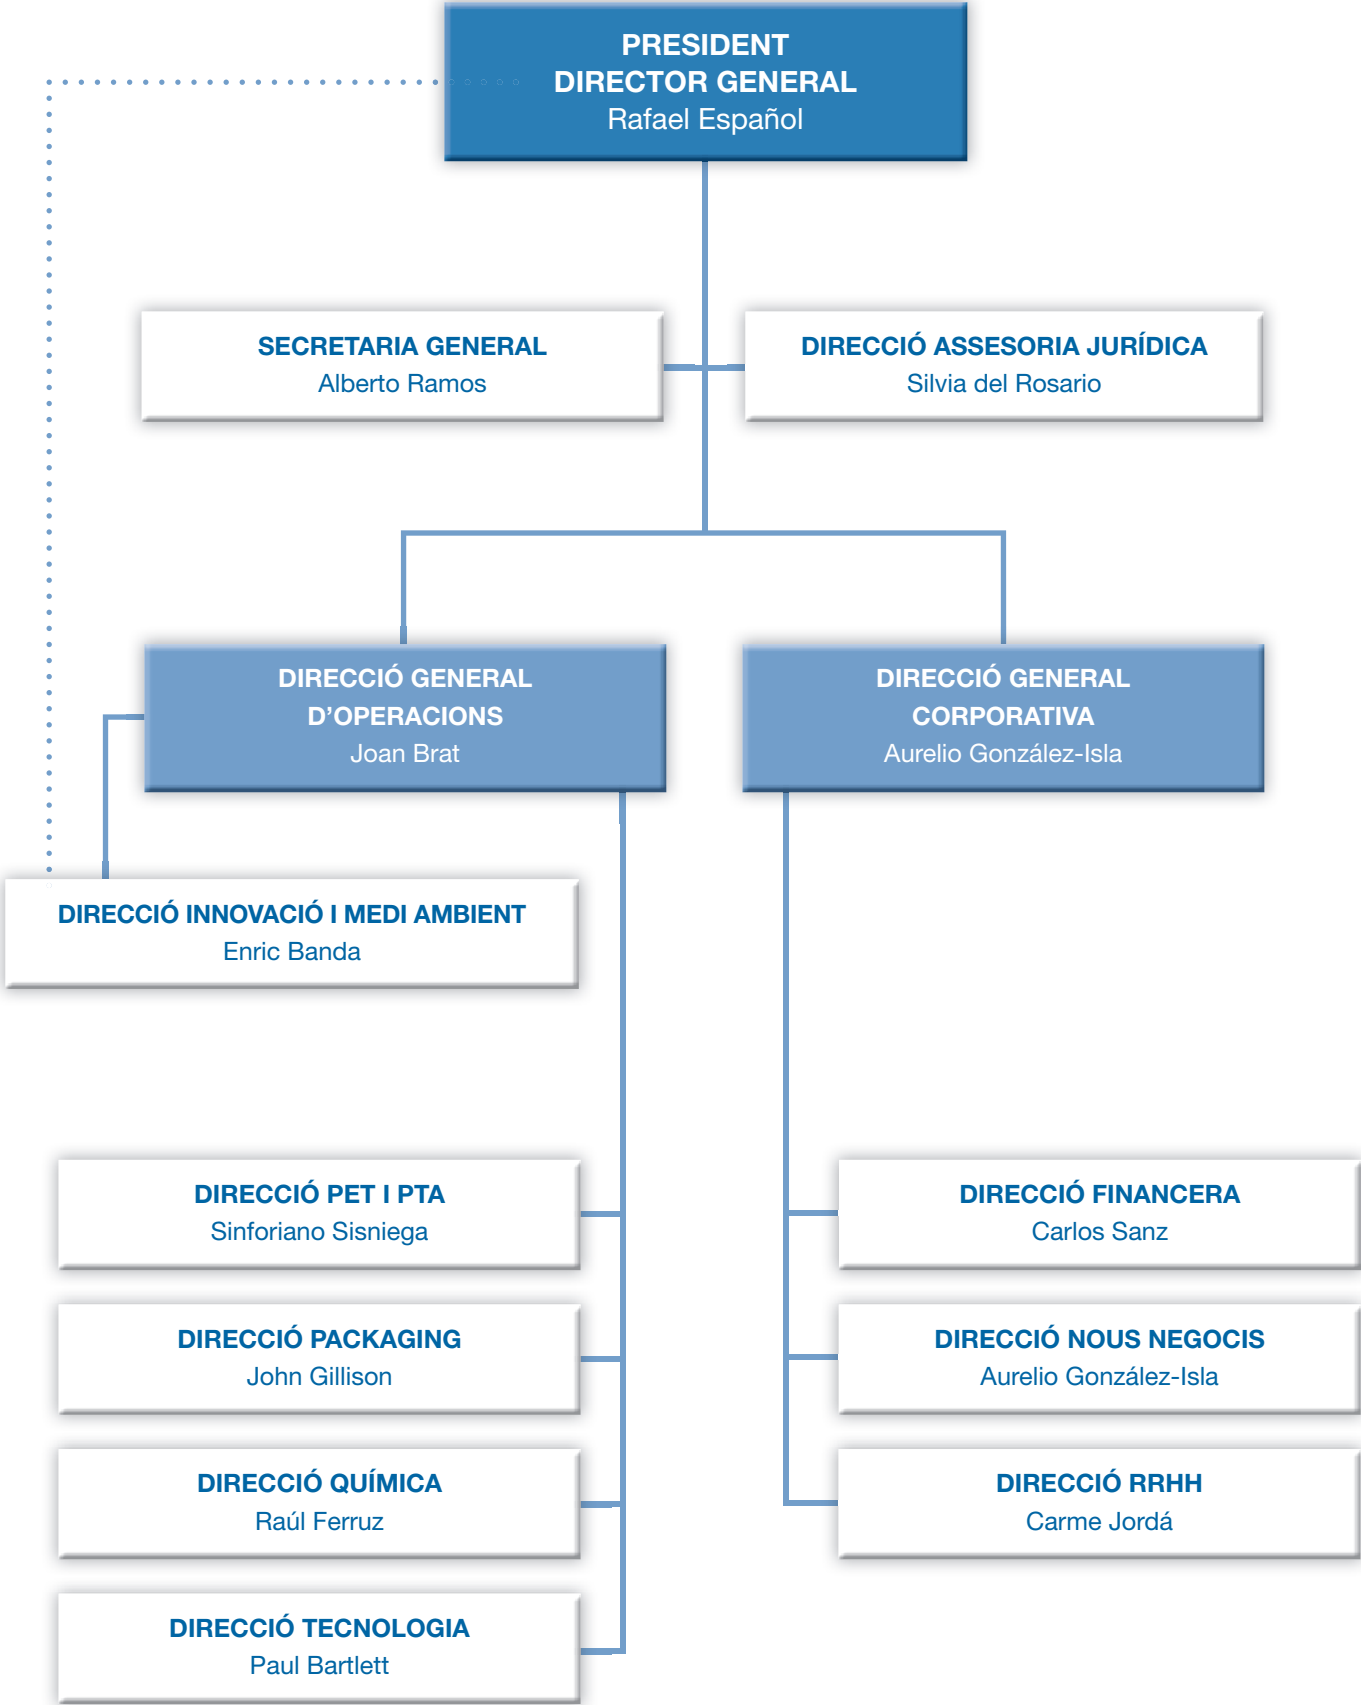 PRESIDENT
DIRECTOR GENERAL
Rafael Español
SECRETARIA GENERAL
Alberto Ramos
DIRECCIÓ ASSESORIA JURÍDICA
Silvia del Rosario
DIRECCIÓ GENERAL
D’OPERACIONS
Joan Brat
DIRECCIÓ GENERAL
CORPORATIVA
Aurelio González-Isla
DIRECCIÓ INNOVACIÓ I MEDI AMBIENT
Enric Banda
DIRECCIÓ PET I PTA
Sinforiano Sisniega
DIRECCIÓ PACKAGING
John Gillison
DIRECCIÓ QUÍMICA
Raúl Ferruz
DIRECCIÓ TECNOLOGIA
Paul Bartlett
DIRECCIÓ FINANCERA
Carlos Sanz
DIRECCIÓ NOUS NEGOCIS
Aurelio González-Isla
DIRECCIÓ RRHH
Carme Jordá